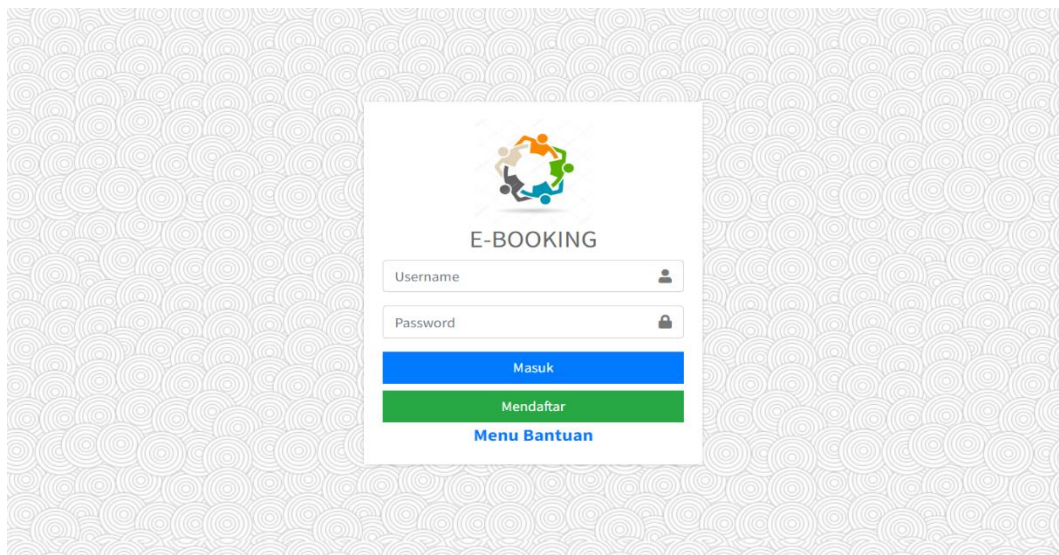 E-BOOKING
Username
Password
Masuk
Mendaftar
Menu Bantuan